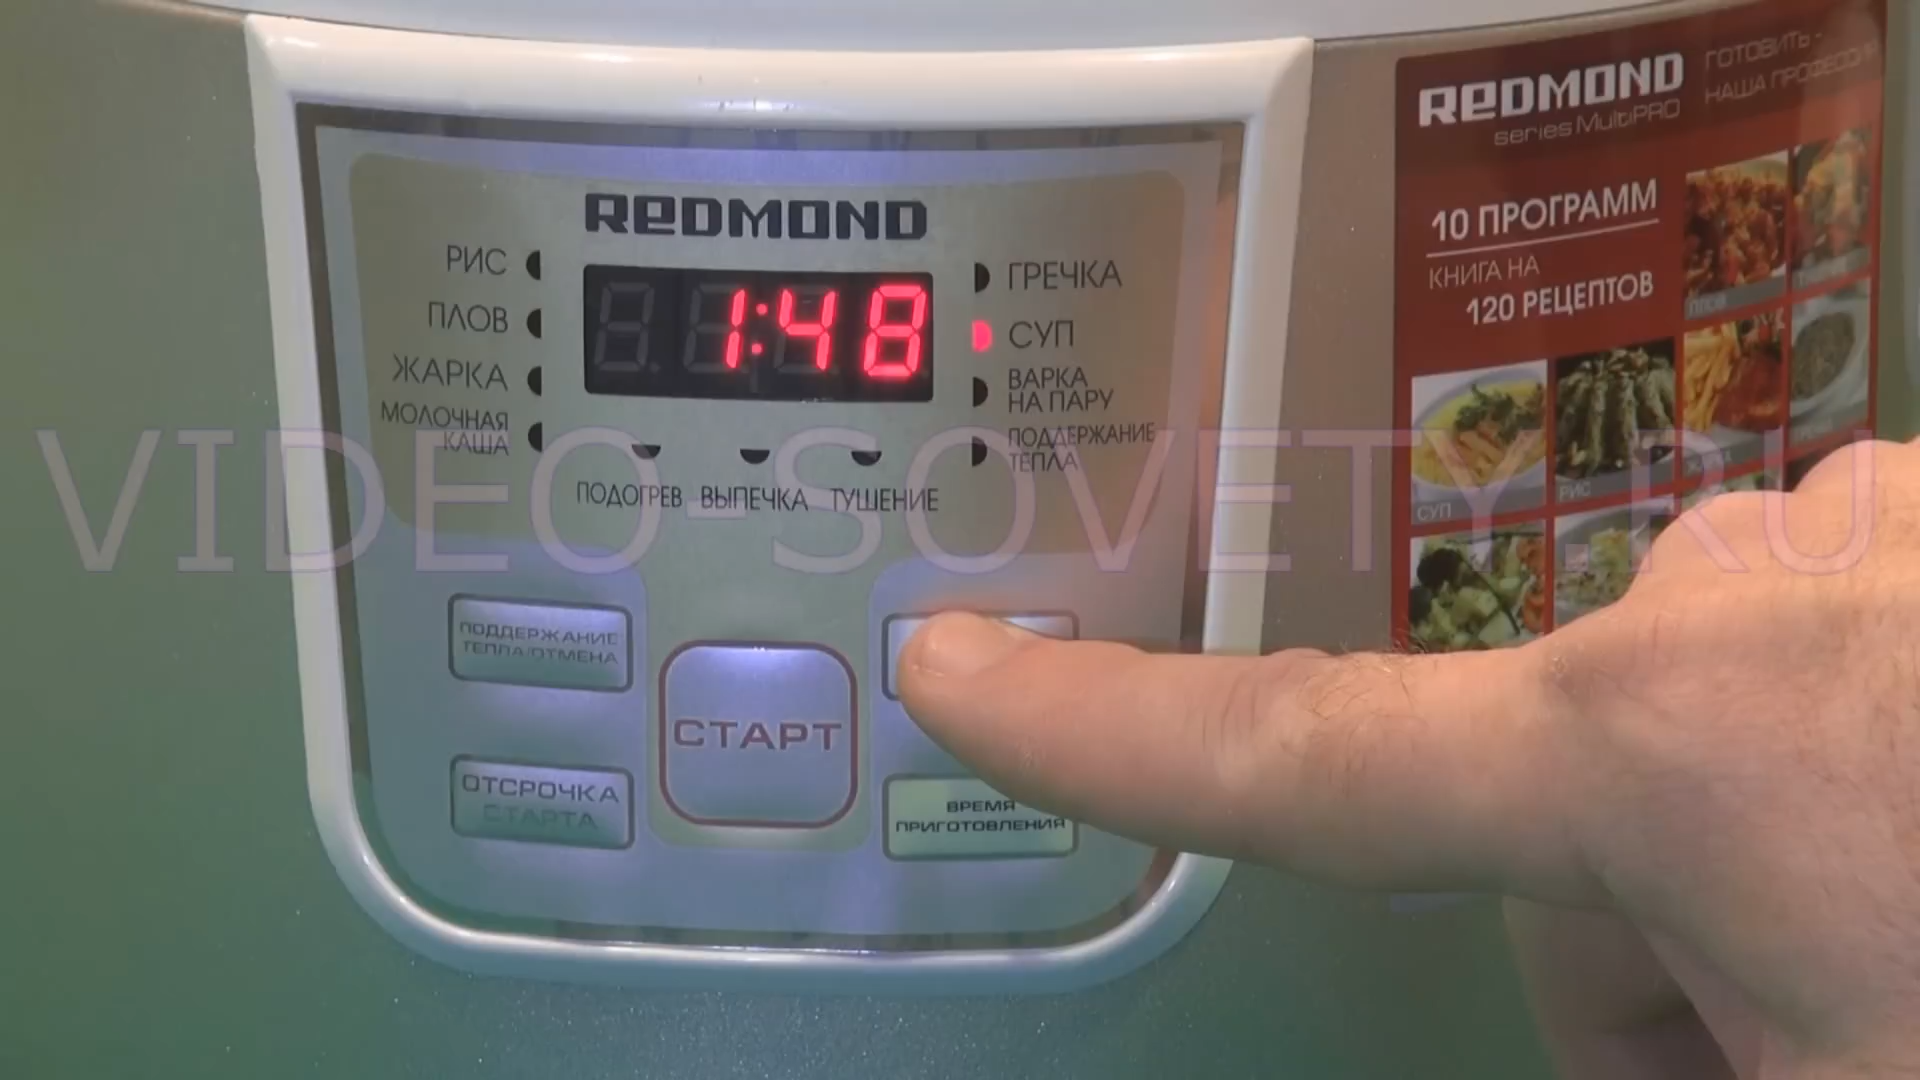 REDMOND
РИС
ПЛОВ
ЖАРКА
МОЛОЧНАЯ
КАША
1:48
ГРЕЧКА
СУП
ВАРКА
НА ПАРУ
ПОДДЕРЖАНИЕ
ТЕПЛА
ПОДОГРЕВ ВЫПЕЧКА ТУШЕНИЕ
VIDEO-SOVETY.RU
ПОДДЕРЖАНИЕ
ТЕПЛА/ОТМЕНА
СТАРТ
ОТСРОЧКА
СТАРТА
ВРЕМЯ
ПРИГОТОВЛЕНИЯ
REDMOND
series MultiPRO
ГОТОВИТЬ -
НАША ПРОФЕССИЯ
10 ПРОГРАММ
КНИГА НА
120 РЕЦЕПТОВ
ПЛОВ
СУП
РИС